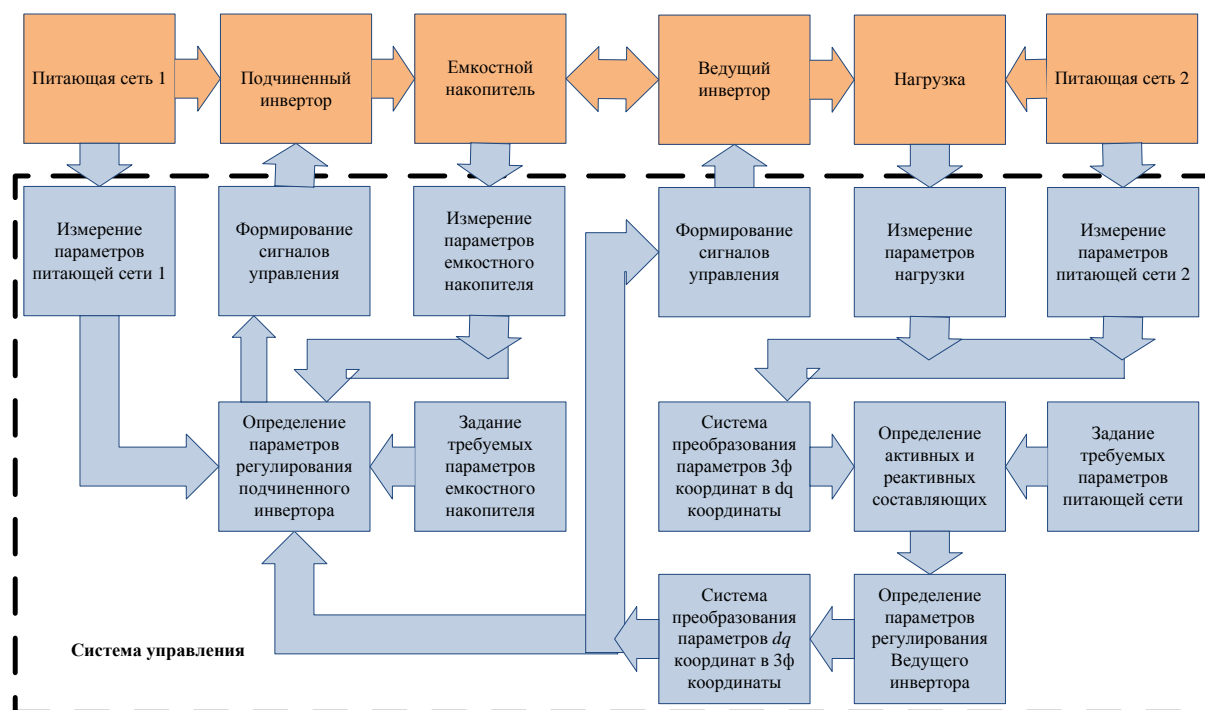 Питающая сеть 1
Подчиненный
инвертор
Емкостной
накопитель
Ведущий
инвертор
Нагрузка
Питающая сеть 2
Измерение
параметров
питающей сети 1
Формирование
сигналов
управления
Измерение
параметров
емкостного
накопителя
Формирование
сигналов
управления
Измерение
параметров
нагрузки
Измерение
параметров
питающей сети 2
Определение
параметров
регулирования
подчиненного
инвертора
Задание
требуемых
параметров
емкостного
накопителя
Система
преобразования
параметров 3ф
координат в dq
координаты
Определение
активных и
реактивных
составляющих
Задание
требуемых
параметров
питающей сети
Система
преобразования
параметров dq
координат в 3ф
координаты
Определение
параметров
регулирования
Ведущего
инвертора
Система управления